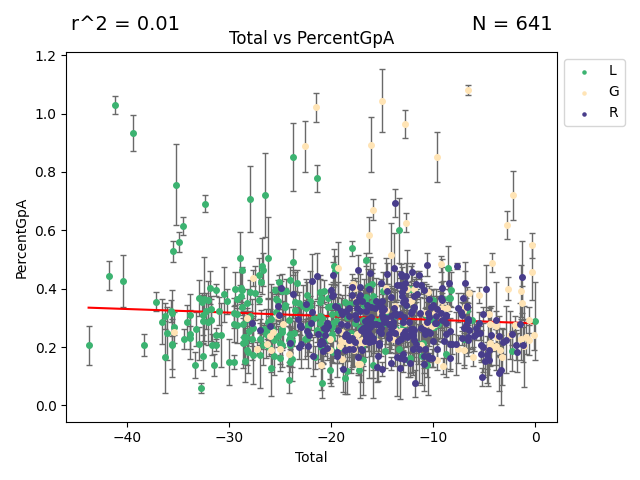 r^2 = 0.01
N = 641
Total vs PercentGpA
1.2
1.0
0.8
0.6
0.4
0.2
0.0
PercentGpA
−40
−30
−20
−10
0
Total
L
G
R